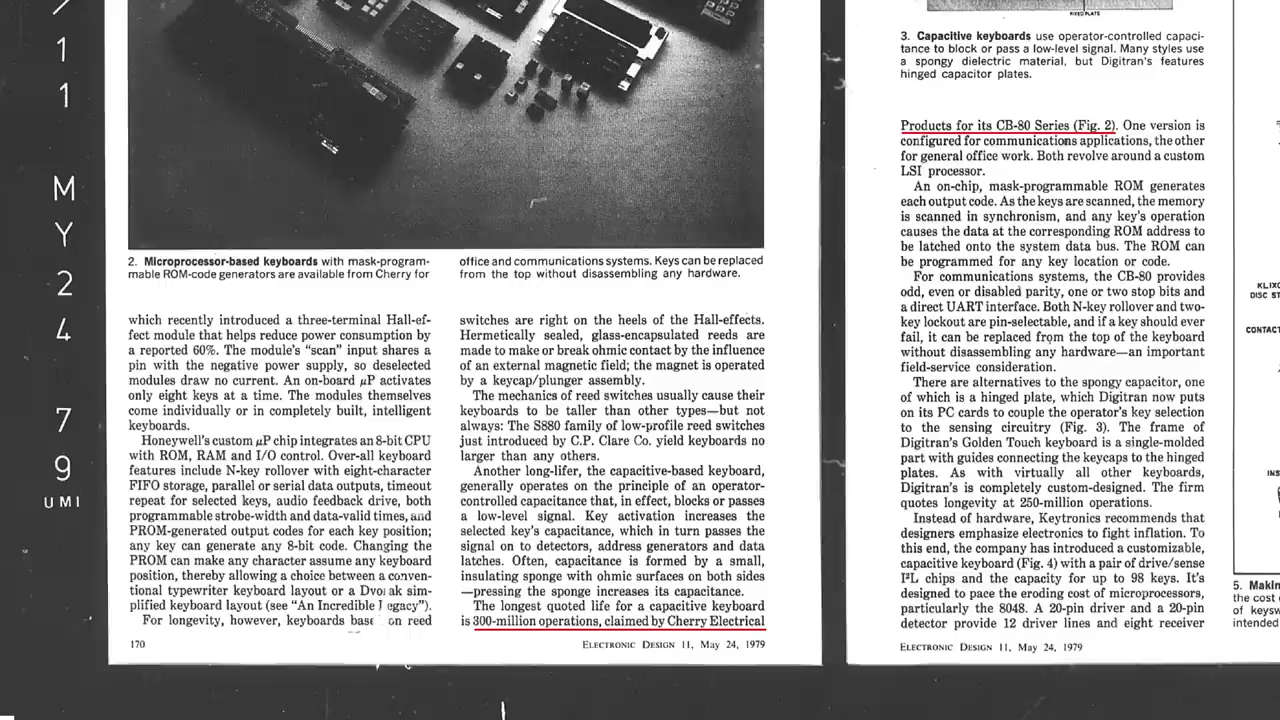 11
MY
24
79
UMI
2. Microprocessor-based keyboards with mask-program-
mable ROM-code generators are available from Cherry for
office and communications systems. Keys can be replaced
from the top without disassembling any hardware.
which recently introduced a three-terminal Hall-ef-
fect module that helps reduce power consumption by
a reported 60%. The module's "scan" input shares a
pin with the negative power supply, so deselected
modules draw no current. An on-board µP activates
only eight keys at a time. The modules themselves
come individually or in completely built, intelligent
keyboards.
Honeywell's custom µP chip integrates an 8-bit CPU
with ROM, RAM and I/O control. Over-all keyboard
features include N-key rollover with eight-character
FIFO storage, parallel or serial data outputs, timeout
repeat for selected keys, audio feedback drive, both
programmable strobe-width and data-valid times, and
PROM-generated output codes for each key position;
any key can generate any 8-bit code. Changing the
PROM can make any character assume any keyboard
position, thereby allowing a choice between a conven-
tional typewriter keyboard layout or a Dvorak sim-
plified keyboard layout (see "An Incredible Legacy").
For longevity, however, keyboards based on reed
switches are right on the heels of the Hall-effects.
Hermetically sealed, glass-encapsulated reeds are
made to make or break ohmic contact by the influence
of an external magnetic field; the magnet is operated
by a keycap/plunger assembly.
The mechanics of reed switches usually cause their
keyboards to be taller than other types—but not
always: The S880 family of low-profile reed switches
just introduced by C.P. Clare Co. yield keyboards no
larger than any others.
Another long-lifer, the capacitive-based keyboard,
generally operates on the principle of an operator-
controlled capacitance that, in effect, blocks or passes
a low-level signal. Key activation increases the
selected key's capacitance, which in turn passes the
signal on to detectors, address generators and data
latches. Often, capacitance is formed by a small,
insulating sponge with ohmic surfaces on both sides
—pressing the sponge increases its capacitance.
The longest quoted life for a capacitive keyboard
is 300-million operations, claimed by Cherry Electrical
170
ELECTRONIC DESIGN 11, May 24, 1979
FIXED PLATE
3. Capacitive keyboards use operator-controlled capaci-
tance to block or pass a low-level signal. Many styles use
a spongy dielectric material, but Digitran's features
hinged capacitor plates.
Products for its CB-80 Series (Fig. 2). One version is
configured for communications applications, the other
for general office work. Both revolve around a custom
LSI processor.
An on-chip, mask-programmable ROM generates
each output code. As the keys are scanned, the memory
is scanned in synchronism, and any key's operation
causes the data at the corresponding ROM address to
be latched onto the system data bus. The ROM can
be programmed for any key location or code.
For communications systems, the CB-80 provides
odd, even or disabled parity, one or two stop bits and
a direct UART interface. Both N-key rollover and two-
key lockout are pin-selectable, and if a key should ever
fail, it can be replaced from the top of the keyboard
without disassembling any hardware—an important
field-service consideration.
There are alternatives to the spongy capacitor, one
of which is a hinged plate, which Digitran now puts
on its PC cards to couple the operator's key selection
to the sensing circuitry (Fig. 3). The frame of
Digitran's Golden Touch keyboard is a single-molded
part with guides connecting the keycaps to the hinged
plates. As with virtually all other keyboards,
Digitran's is completely custom-designed. The firm
quotes longevity at 250-million operations.
Instead of hardware, Keytronics recommends that
designers emphasize electronics to fight inflation. To
this end, the company has introduced a customizable,
capacitive keyboard (Fig. 4) with a pair of drive/sense
I²L chips and the capacity for up to 98 keys. It's
designed to pace the eroding cost of microprocessors,
particularly the 8048. A 20-pin driver and a 20-pin
detector provide 12 driver lines and eight receiver
ELECTRONIC DESIGN 11, May 24, 1979
KLIX
DISC ST
CONTACT
INS
5. Makin
the cost
of keysw
intended